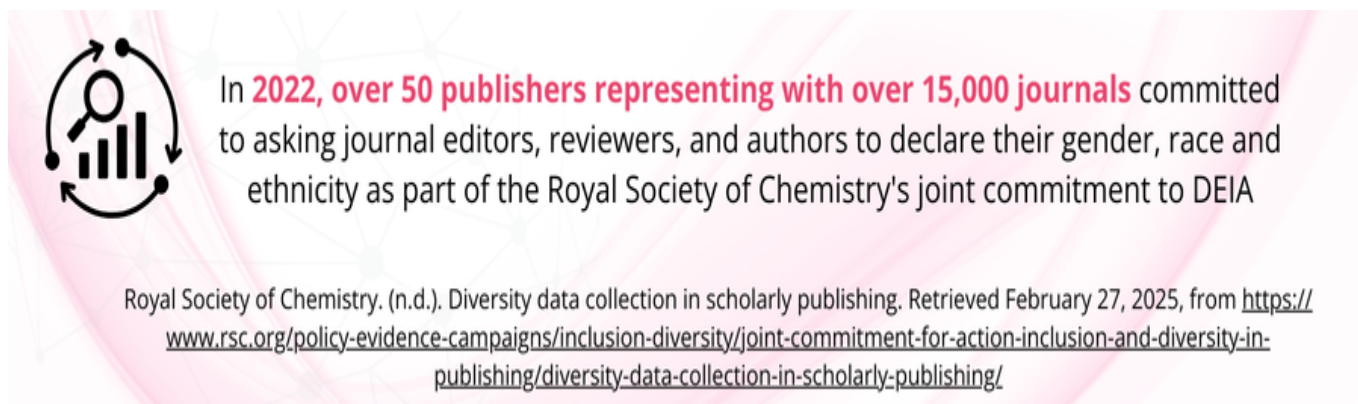 In 2022, over 50 publishers representing with over 15,000 journals committed
to asking journal editors, reviewers, and authors to declare their gender, race and
ethnicity as part of the Royal Society of Chemistry's joint commitment to DEIA
Royal Society of Chemistry. (n.d.). Diversity data collection in scholarly publishing. Retrieved February 27, 2025, from https://
www.rsc.org/policy-evidence-campaigns/inclusion-diversity/joint-commitment-for-action-inclusion-and-diversity-in-
publishing/diversity-data-collection-in-scholarly-publishing/